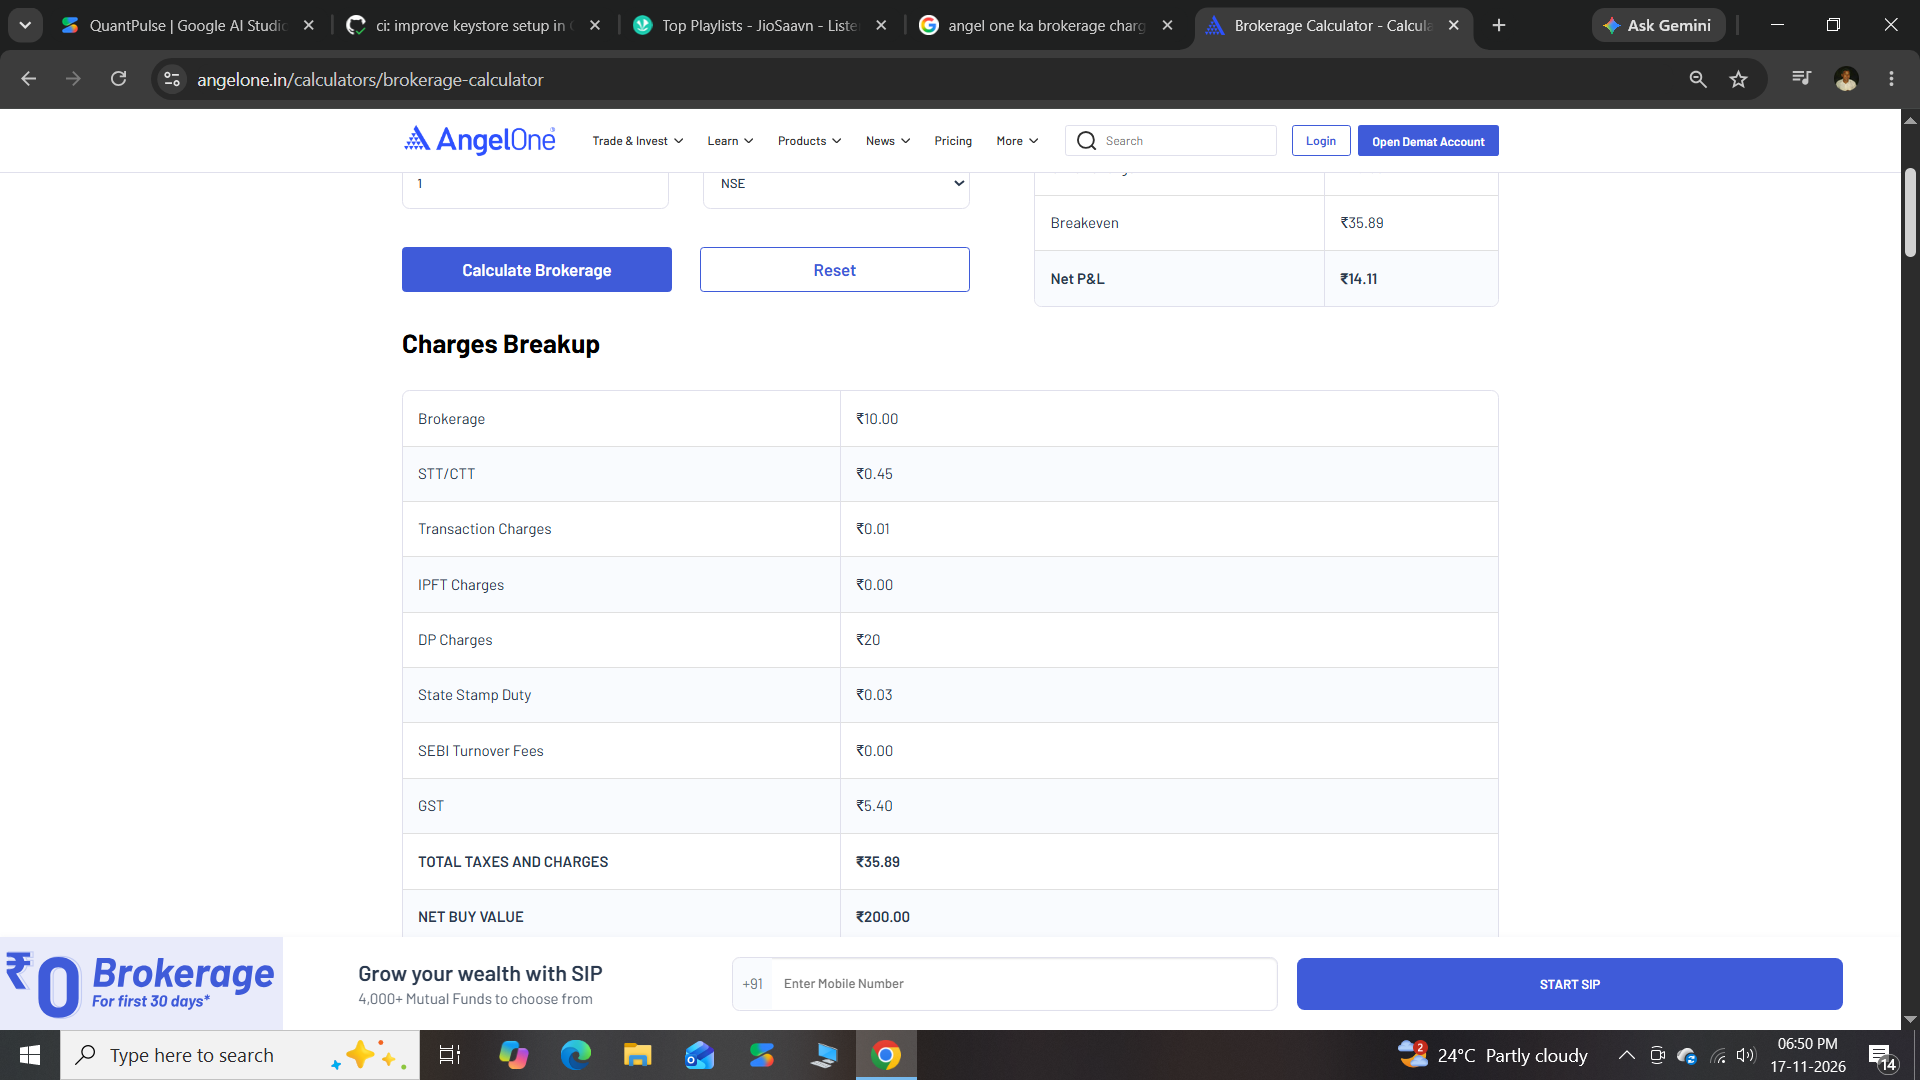 QuantPulse | Google AI Studio
ci: improve keystore setup in
Top Playlists - JioSaavn - Liste
angel one ka brokerage charg
Brokerage Calculator - Calcula
Ask Gemini
angelone.in/calculators/brokerage-calculator
AngelOne
Trade & Invest
Learn
Products
News
Pricing
More
Search
Login
Open Demat Account
1
NSE
Breakeven ₹35.89
Calculate Brokerage
Reset
Net P&L ₹14.11
Charges Breakup
Brokerage ₹10.00
STT/CTT ₹0.45
Transaction Charges ₹0.01
IPFT Charges ₹0.00
DP Charges ₹20
State Stamp Duty ₹0.03
SEBI Turnover Fees ₹0.00
GST ₹5.40
TOTAL TAXES AND CHARGES ₹35.89
NET BUY VALUE ₹200.00
₹0 Brokerage
For first 30 days*
Grow your wealth with SIP
4,000+ Mutual Funds to choose from
+91 Enter Mobile Number
START SIP
Type here to search
2
24°C Partly cloudy
06:50 PM
17-11-2026
14